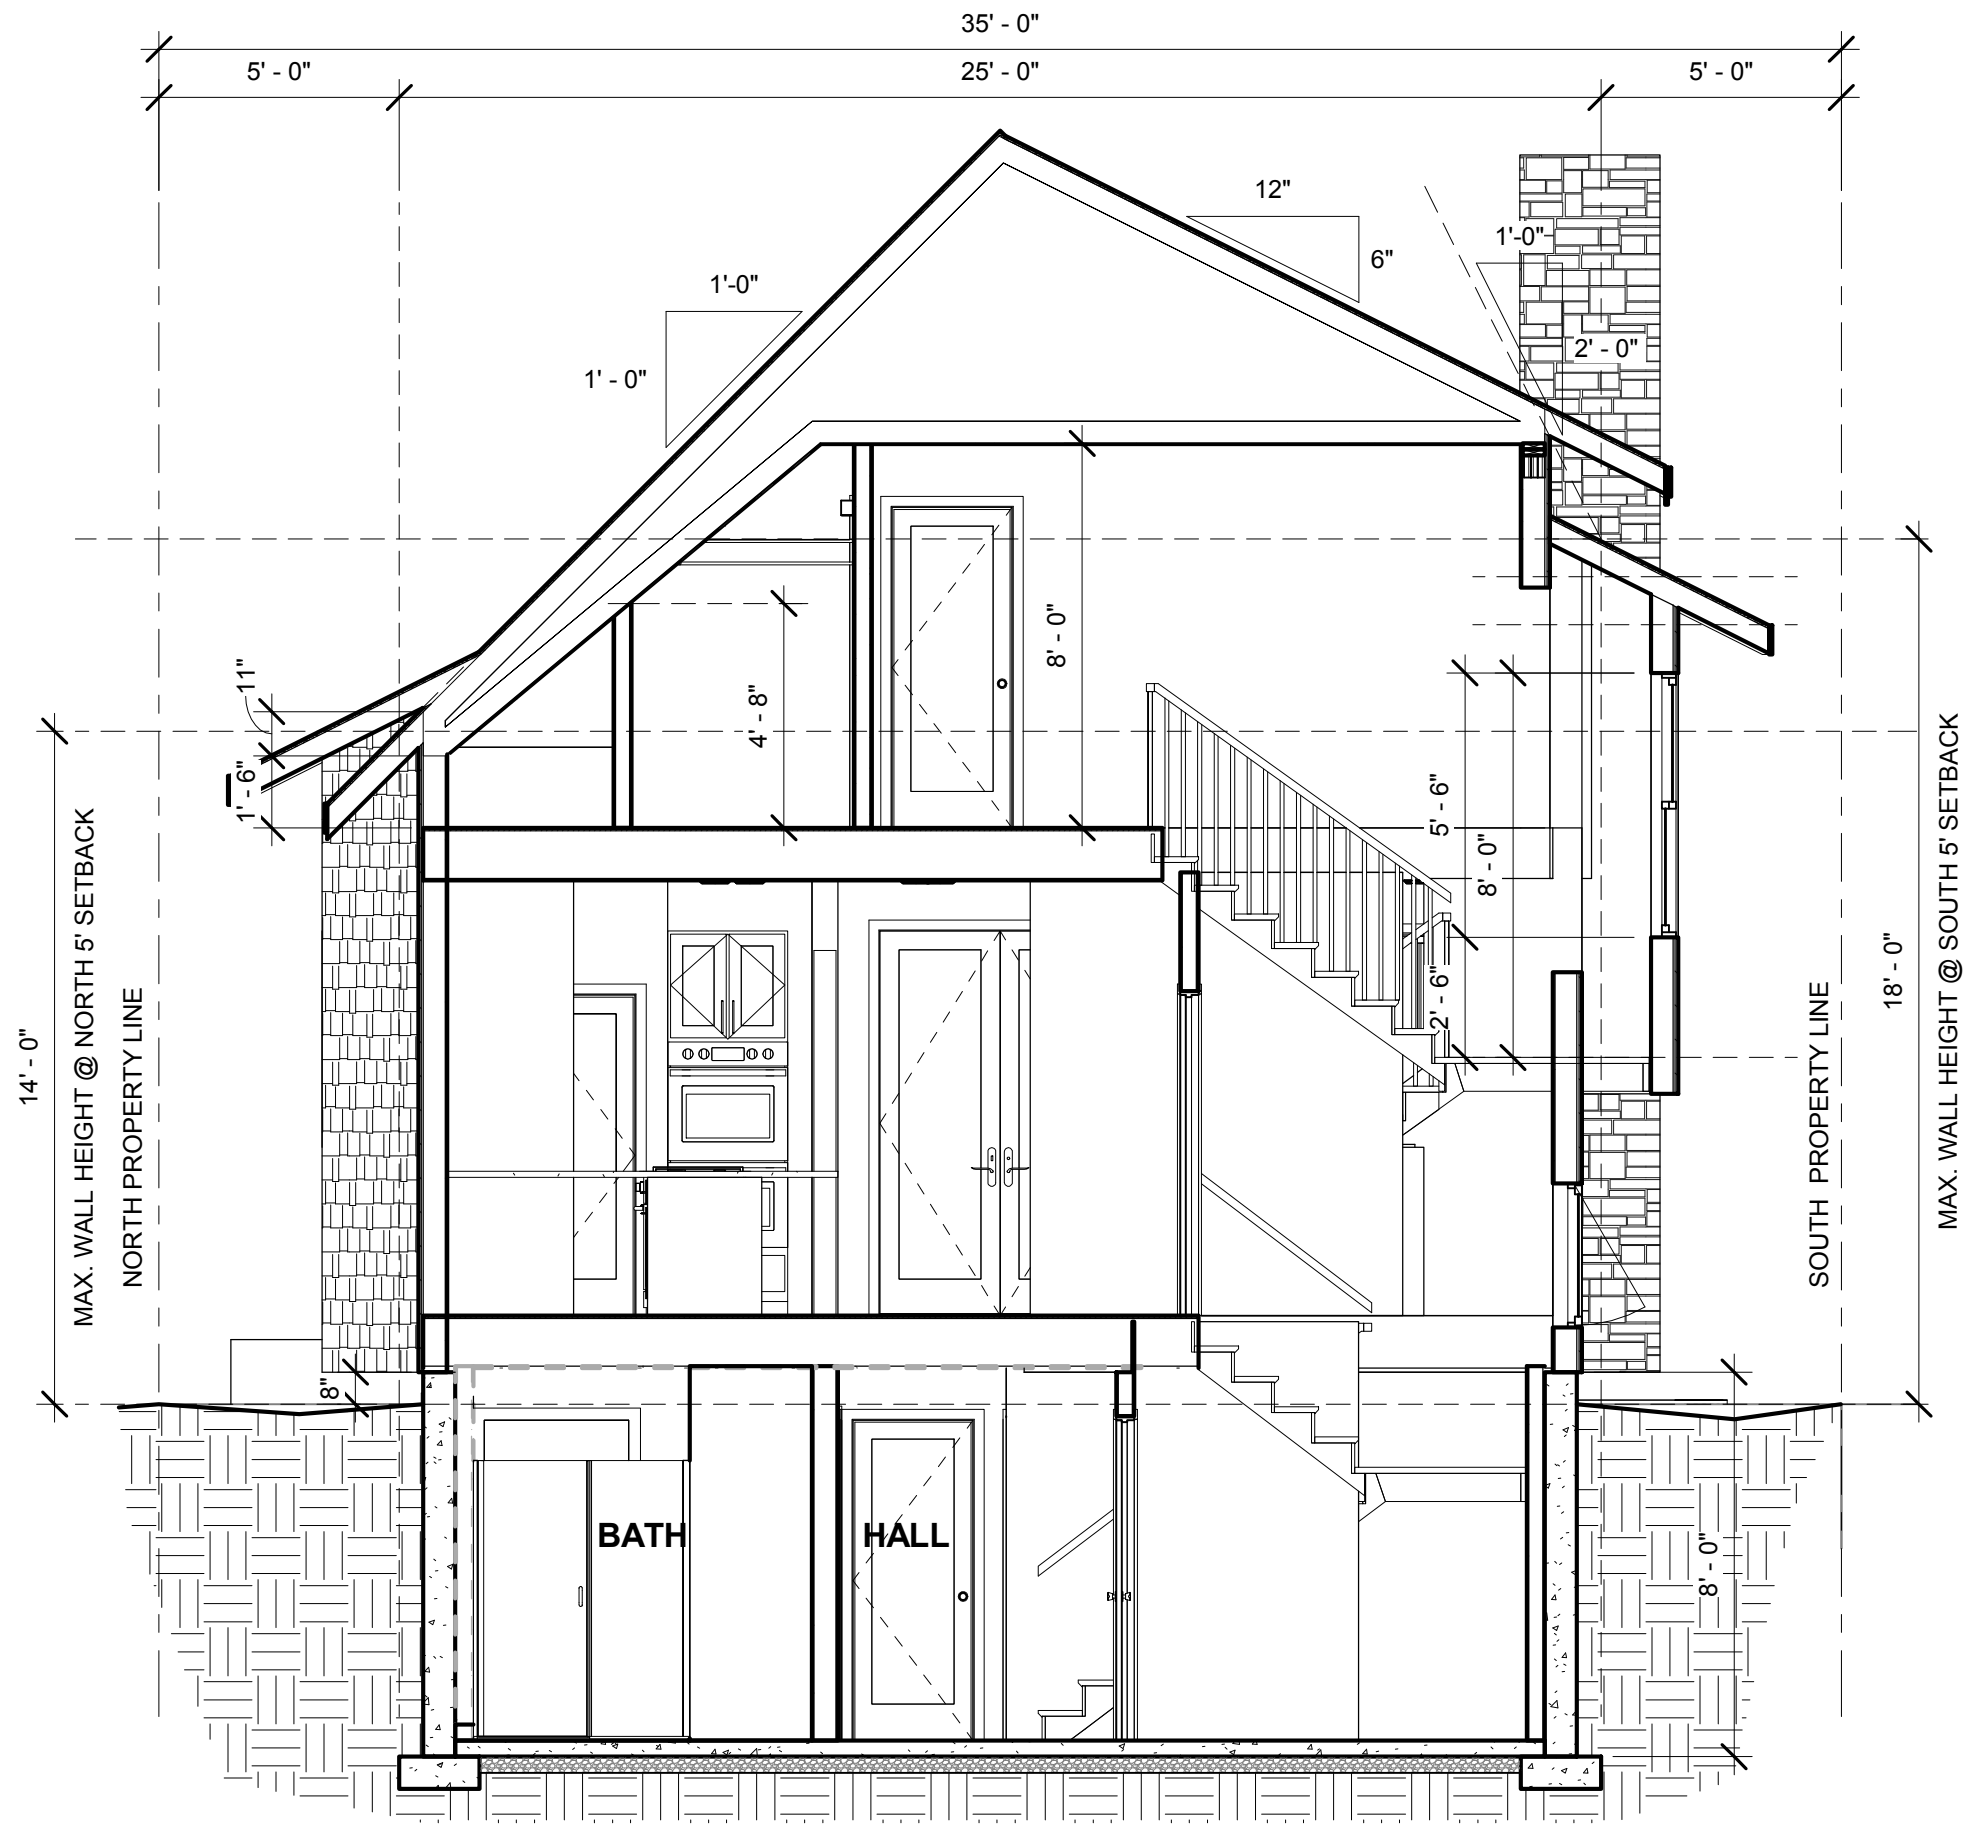 35' - 0"
5' - 0"
25' - 0"
5' - 0"
12"
6"
1'-0"
1'-0"
1' - 0"
2' - 0"
8' - 0"
4' - 8"
11"
1' - 6"
5' - 6"
8' - 0"
2' - 6"
14' - 0"
MAX. WALL HEIGHT @ NORTH 5' SETBACK
NORTH PROPERTY LINE
SOUTH PROPERTY LINE
18' - 0"
MAX. WALL HEIGHT @ SOUTH 5' SETBACK
8"
BATH
HALL
8' - 0"